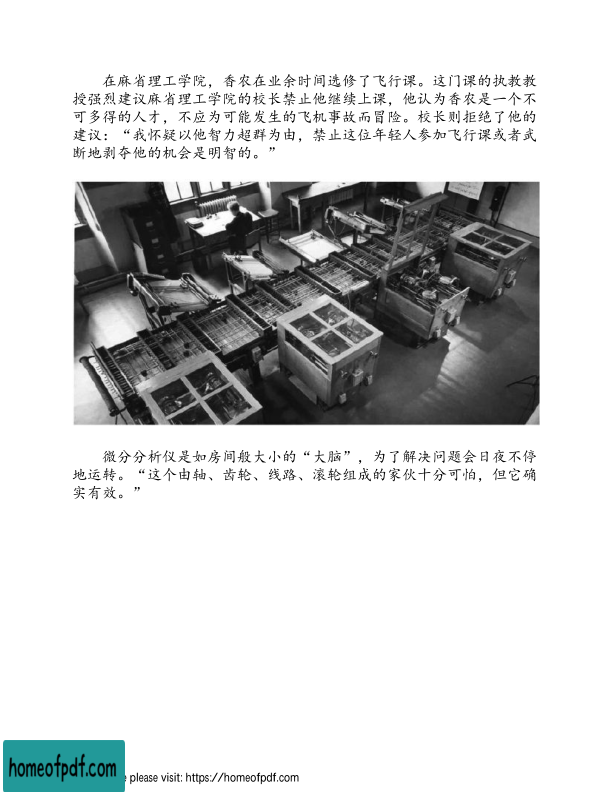 在麻省理工学院，香农在业余时间选修了飞行课。这门课的执教教
授强烈建议麻省理工学院的校长禁止他继续上课，他认为香农是一个不
可多得的人才，不应为可能发生的飞机事故而冒险。校长则拒绝了他的
建议：“我怀疑以他智力超群为由，禁止这位年轻人参加飞行课或者武
断地剥夺他的机会是明智的。”
微分分析仪是如房间般大小的“大脑”，为了解决问题会日夜不停
地运转。“这个由轴、齿轮、线路、滚轮组成的家伙十分可怕，但它确
实有效。”
homeofpdf.com
e please visit: https://homeofpdf.com